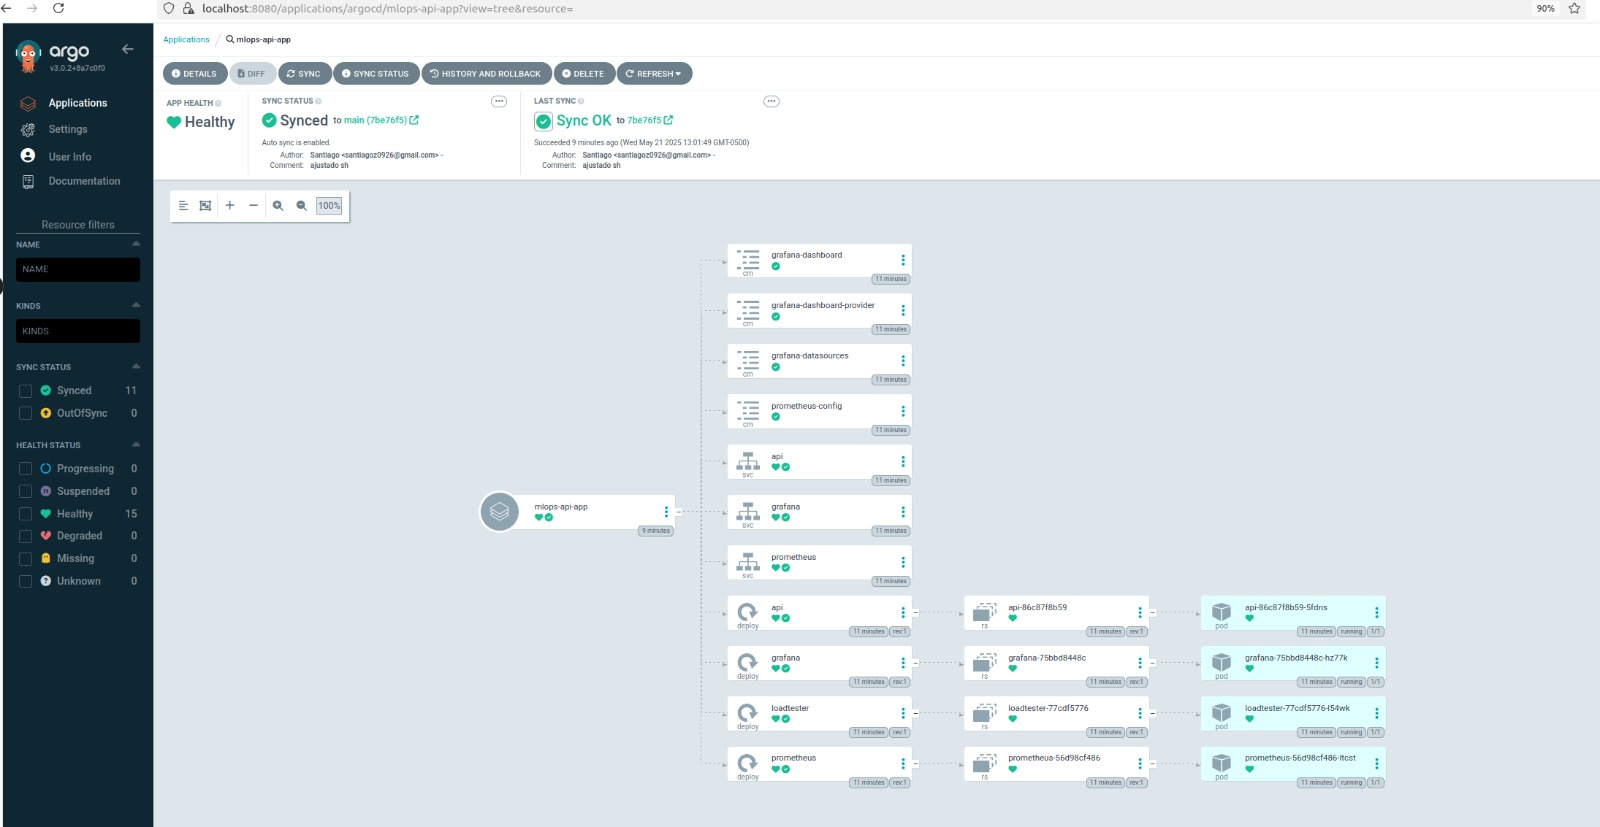 localhost:8080/applications/argocd/mlops-api-app?view=tree&resource=
90%
argo
v3.0.2+8a7c0f0
Applications
Settings
User Info
Documentation
Resource filters
NAME
NAME
KINDS
KINDS
SYNC STATUS
Synced 11
OutOfSync 0
HEALTH STATUS
Progressing 0
Suspended 0
Healthy 15
Degraded 0
Missing 0
Unknown 0
Applications / mlops-api-app
DETAILS DIFF SYNC SYNC STATUS HISTORY AND ROLLBACK DELETE REFRESH
APP HEALTH
Healthy
SYNC STATUS
Synced to main (7be76f5)
Auto sync is enabled.
Author: Santiago <santiagoz0926@gmail.com> -
Comment: ajustado sh
LAST SYNC
Sync OK to 7be76f5
Succeeded 9 minutes ago (Wed May 21 2025 13:01:49 GMT-0500)
Author: Santiago <santiagoz0926@gmail.com> -
Comment: ajustado sh
100%
mlops-api-app
9 minutes
grafana-dashboard
cm
11 minutes
grafana-dashboard-provider
cm
11 minutes
grafana-datasources
cm
11 minutes
prometheus-config
cm
11 minutes
api
svc
11 minutes
grafana
svc
11 minutes
prometheus
svc
11 minutes
api
deploy
11 minutes rev:1
api-86c87f8b59
rs
11 minutes rev:1
api-86c87f8b59-5fdns
pod
11 minutes running 1/1
grafana
deploy
11 minutes rev:1
grafana-75bbd8448c
rs
11 minutes rev:1
grafana-75bbd8448c-hz77k
pod
11 minutes running 1/1
loadtester
deploy
11 minutes rev:1
loadtester-77cdf5776
rs
11 minutes rev:1
loadtester-77cdf5776-l54wk
pod
11 minutes running 1/1
prometheus
deploy
11 minutes rev:1
prometheus-56d98cf486
rs
11 minutes rev:1
prometheus-56d98cf486-ltcst
pod
11 minutes running 1/1